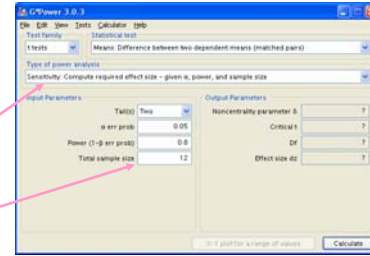 G*Power 3.0.3
File Edit View Tests Calculator Help
Test family Statistical test
t tests Means: Difference between two dependent means (matched pairs)
Type of power analysis
Sensitivity: Compute required effect size - given α, power, and sample size
Input Parameters Output Parameters
Tail(s) Two Noncentrality parameter δ ?
α err prob 0.05 Critical t ?
Power (1-β err prob) 0.8 Df ?
Total sample size 12 Effect size dz ?
X-Y plot for a range of values Calculate